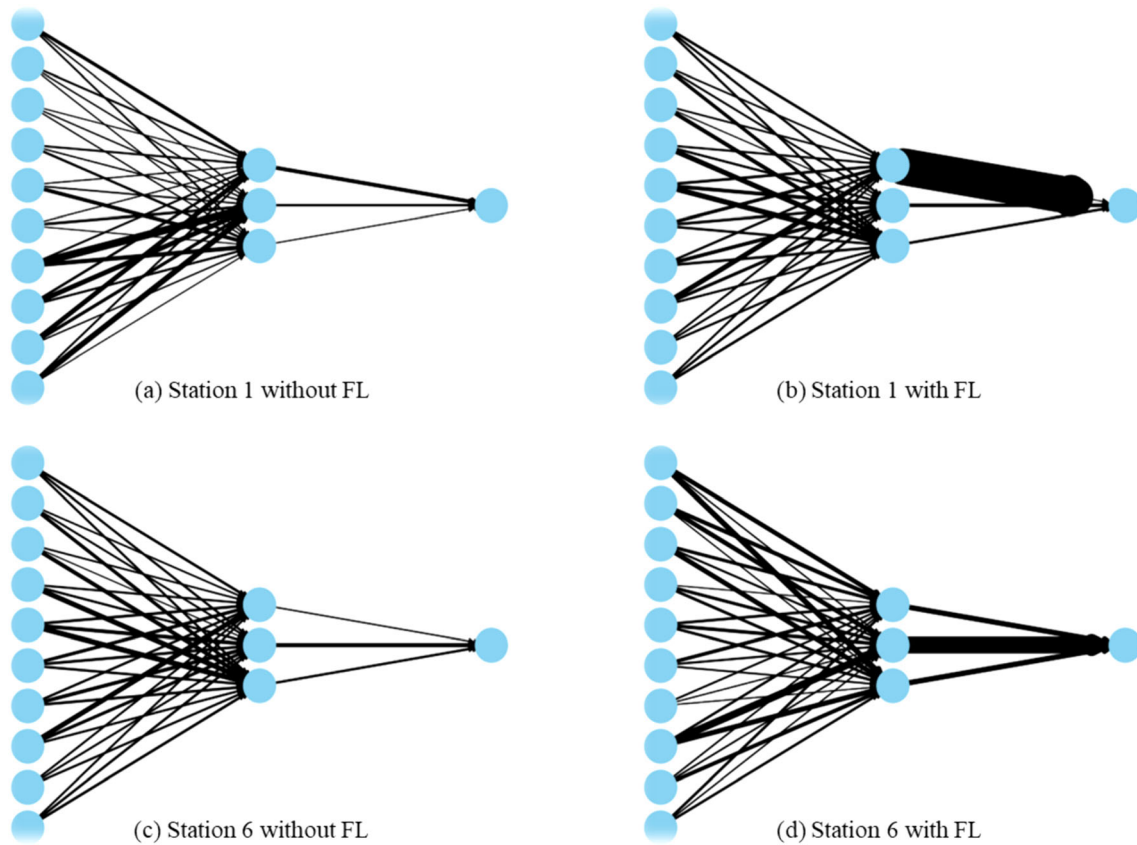 (a) Station 1 without FL
(b) Station 1 with FL
(c) Station 6 without FL
(d) Station 6 with FL